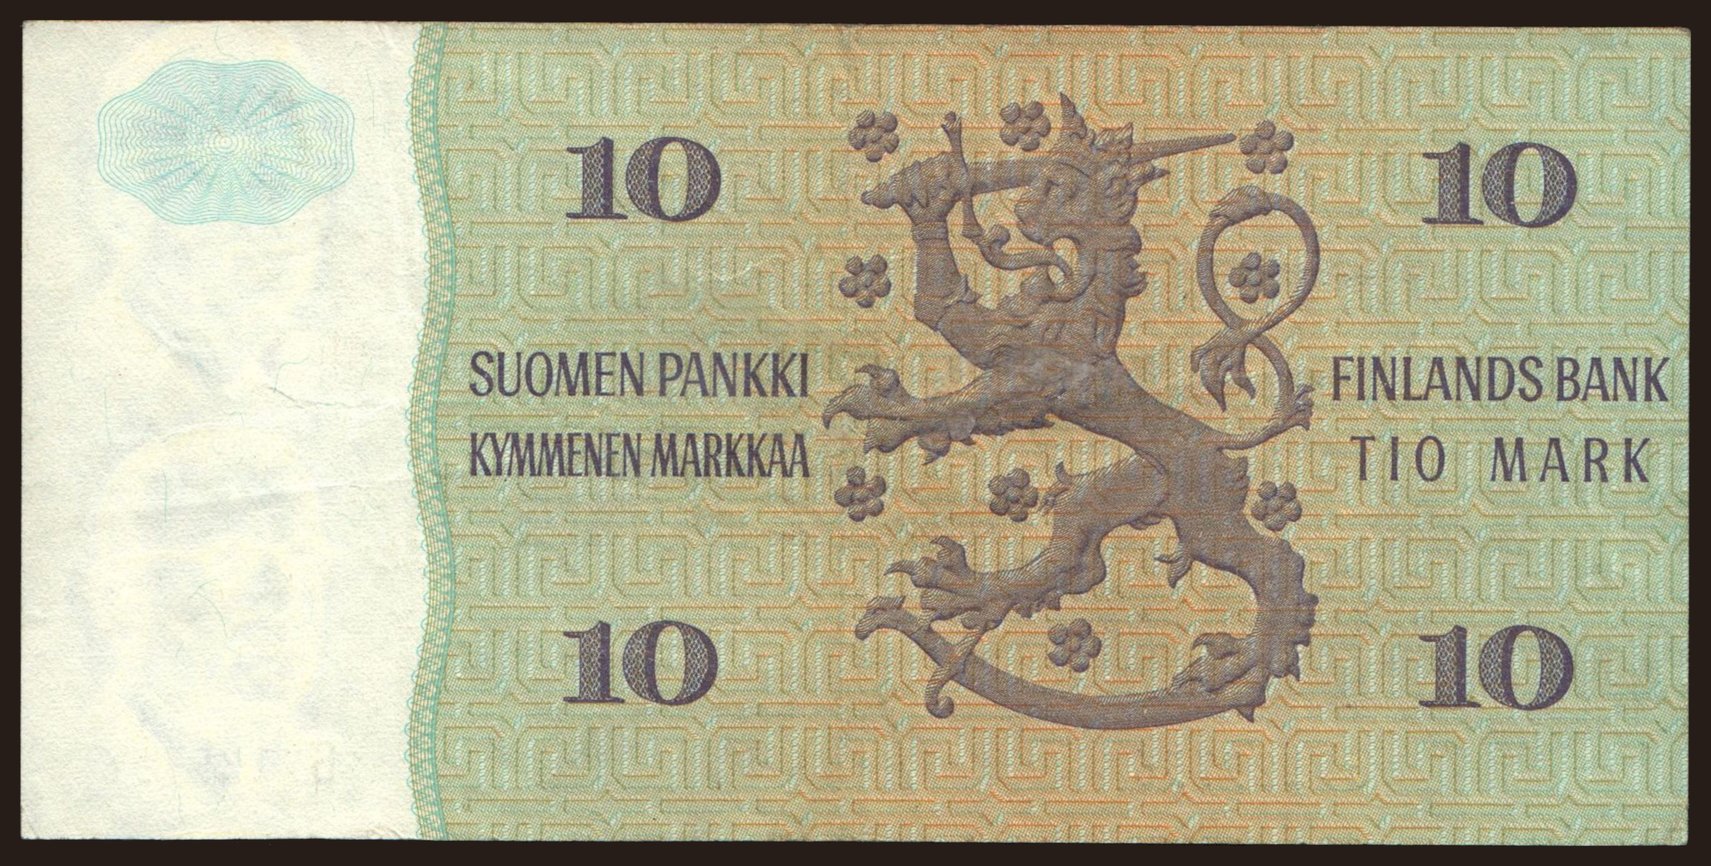 10 10
SUOMEN PANKKI FINLANDS BANK
KYMMENEN MARKKAA TIO MARK
10 10